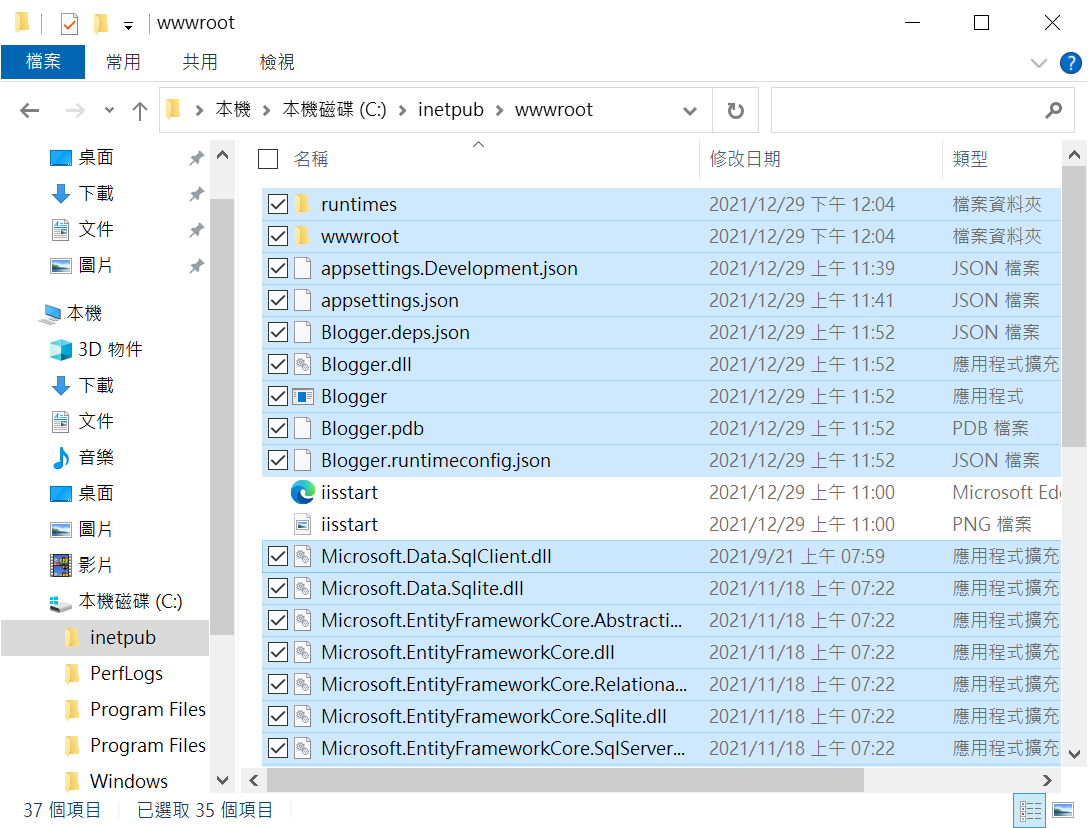 wwwroot
檔案 常用 共用 檢視
本機 本機磁碟 (C:) inetpub wwwroot
桌面
下載
文件
圖片
本機
3D 物件
下載
文件
音樂
桌面
圖片
影片
本機磁碟 (C:)
inetpub
PerfLogs
Program Files
Program Files
Windows
名稱 修改日期 類型
runtimes 2021/12/29 下午 12:04 檔案資料夾
wwwroot 2021/12/29 下午 12:04 檔案資料夾
appsettings.Development.json 2021/12/29 上午 11:39 JSON 檔案
appsettings.json 2021/12/29 上午 11:41 JSON 檔案
Blogger.deps.json 2021/12/29 上午 11:52 JSON 檔案
Blogger.dll 2021/12/29 上午 11:52 應用程式擴充
Blogger 2021/12/29 上午 11:52 應用程式
Blogger.pdb 2021/12/29 上午 11:52 PDB 檔案
Blogger.runtimeconfig.json 2021/12/29 上午 11:52 JSON 檔案
iisstart 2021/12/29 上午 11:00 Microsoft Ed
iisstart 2021/12/29 上午 11:00 PNG 檔案
Microsoft.Data.SqlClient.dll 2021/9/21 上午 07:59 應用程式擴充
Microsoft.Data.Sqlite.dll 2021/11/18 上午 07:22 應用程式擴充
Microsoft.EntityFrameworkCore.Abstracti... 2021/11/18 上午 07:22 應用程式擴充
Microsoft.EntityFrameworkCore.dll 2021/11/18 上午 07:22 應用程式擴充
Microsoft.EntityFrameworkCore.Relationa... 2021/11/18 上午 07:22 應用程式擴充
Microsoft.EntityFrameworkCore.Sqlite.dll 2021/11/18 上午 07:22 應用程式擴充
Microsoft.EntityFrameworkCore.SqlServer... 2021/11/18 上午 07:22 應用程式擴充
37 個項目 已選取 35 個項目